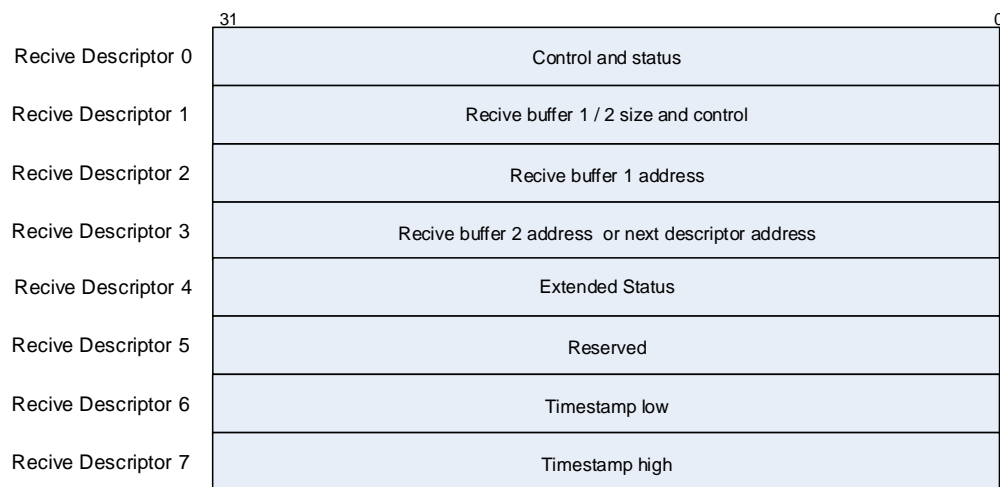 31 0
Recive Descriptor 0 Control and status
Recive Descriptor 1 Recive buffer 1 / 2 size and control
Recive Descriptor 2 Recive buffer 1 address
Recive Descriptor 3 Recive buffer 2 address or next descriptor address
Recive Descriptor 4 Extended Status
Recive Descriptor 5 Reserved
Recive Descriptor 6 Timestamp low
Recive Descriptor 7 Timestamp high